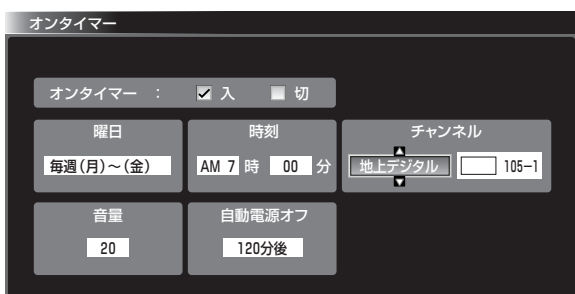 オンタイマー
オンタイマー : 入 切
曜日 時刻 チャンネル
毎週(月)〜(金) AM 7 時 00 分 地上デジタル 105-1
音量 自動電源オフ
20 120分後